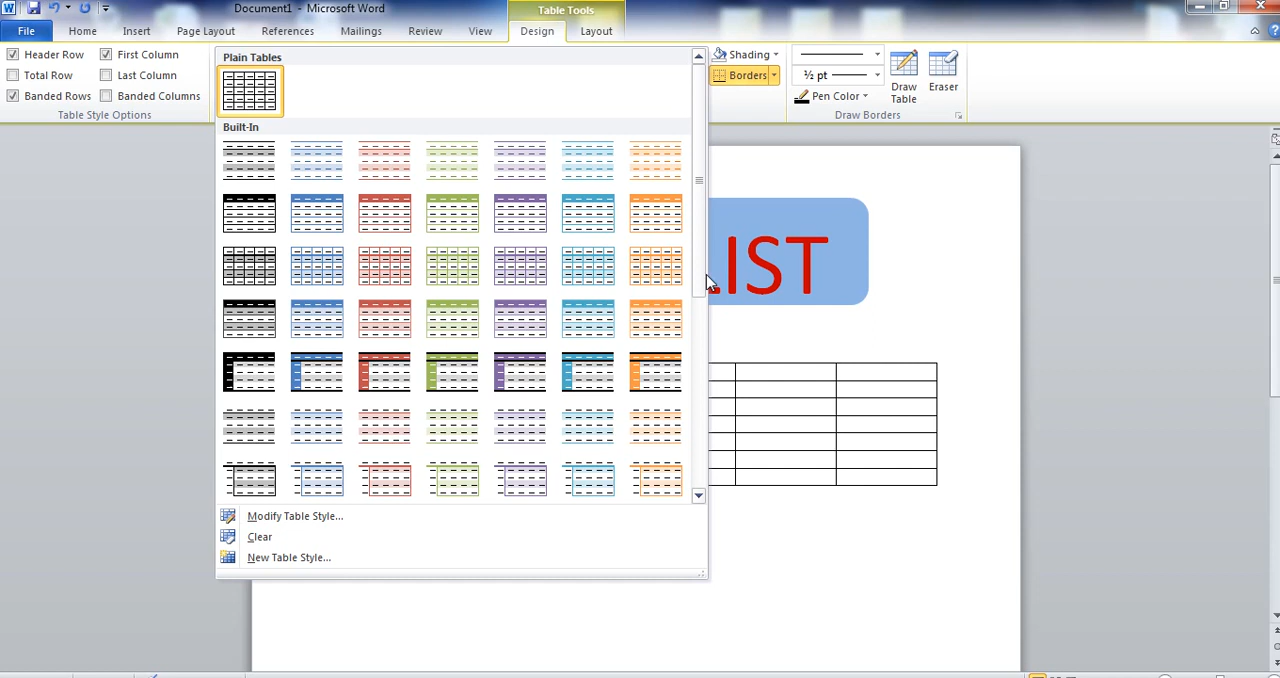 Document1 - Microsoft Word
Table Tools
File Home Insert Page Layout References Mailings Review View Design Layout
Header Row First Column
Total Row Last Column
Banded Rows Banded Columns
Table Style Options
Plain Tables
Built-In
Modify Table Style...
Clear
New Table Style...
Shading
Borders
½ pt
Pen Color
Draw Table
Eraser
Draw Borders
IST